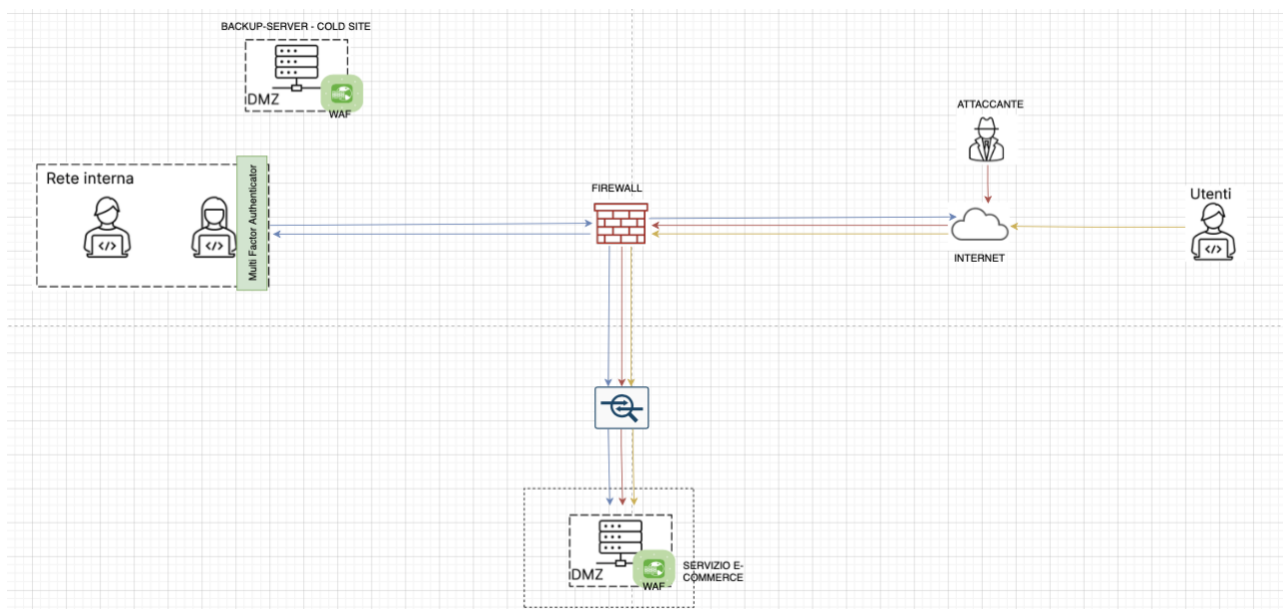 BACKUP-SERVER - COLD SITE
DMZ
WAF
ATTACCANTE
Rete interna
Multi Factor Authenticator
FIREWALL
Utenti
INTERNET
DMZ
WAF
SERVIZIO E-
COMMERCE